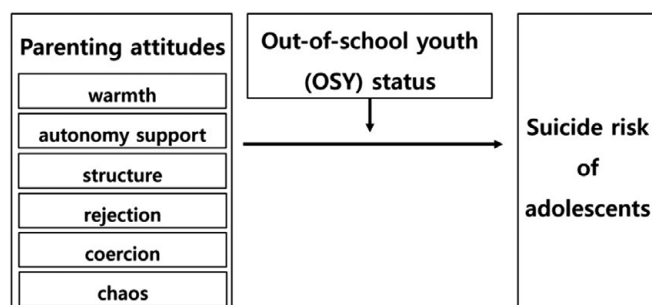 Parenting attitudes
warmth
autonomy support
structure
rejection
coercion
chaos
Out-of-school youth
(OSY) status
Suicide risk
of
adolescents